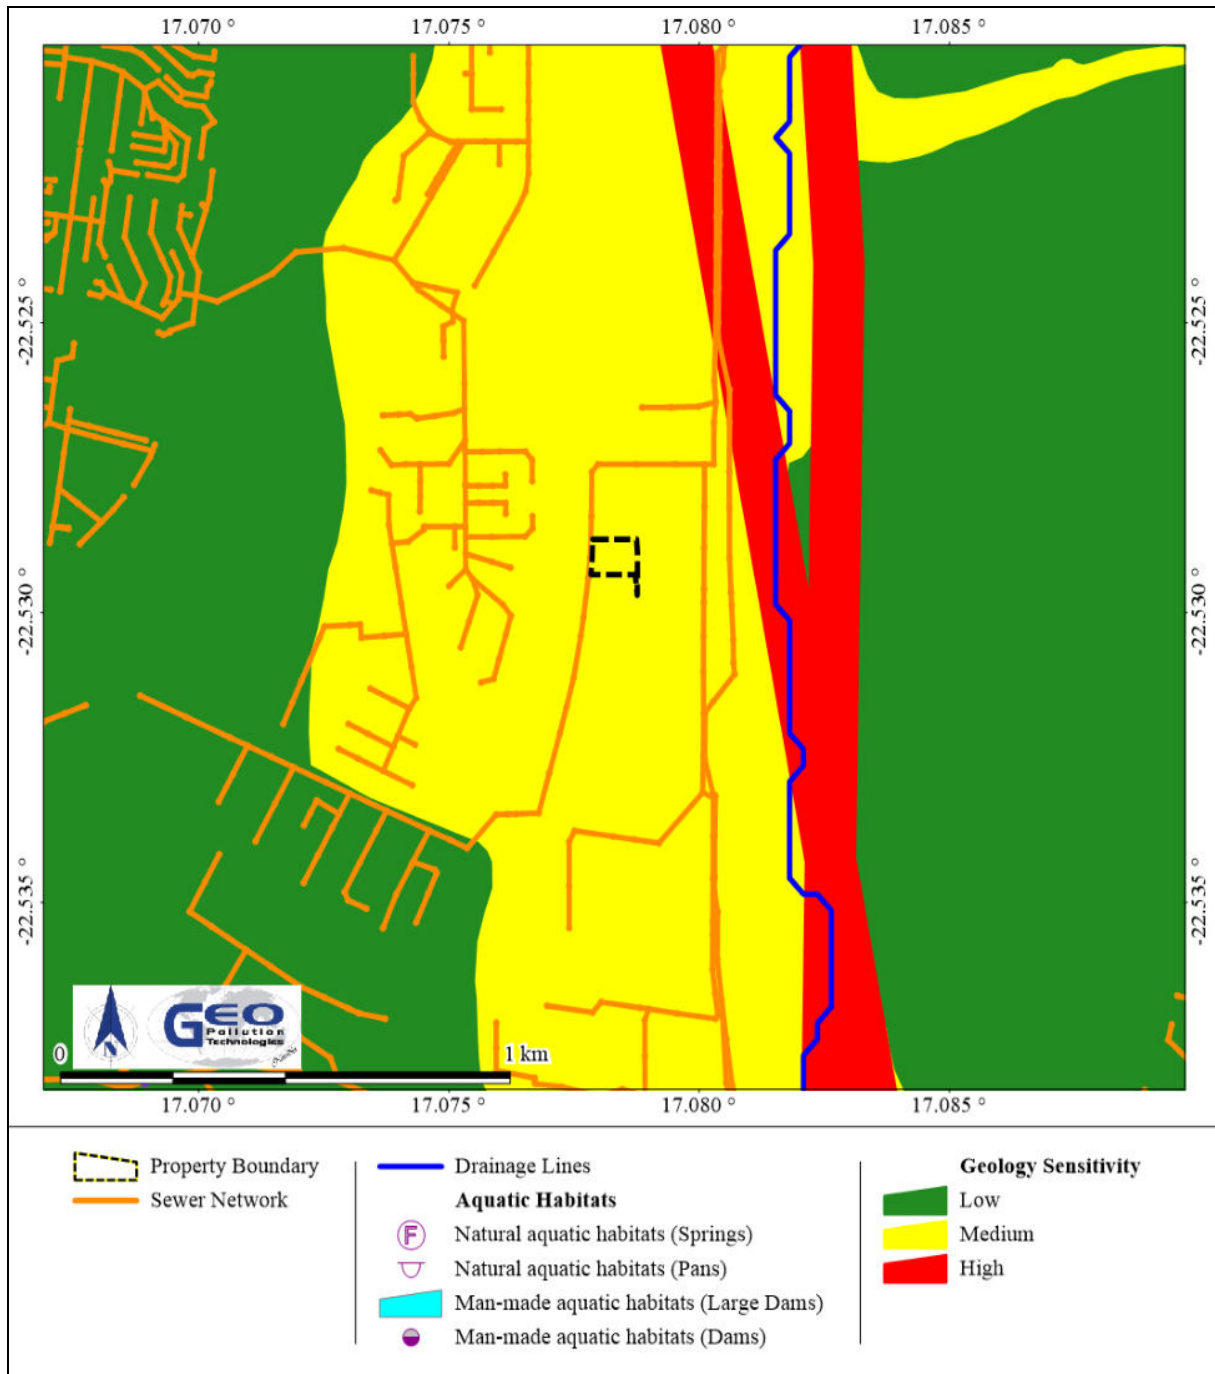 17.070 ° 17.075 ° 17.080 ° 17.085 °
-22.525 ° -22.525 °
-22.530 ° -22.530 °
-22.535 ° -22.535 °
GEO
Pollution
Technologies
N
0 1 km
17.070 ° 17.075 ° 17.080 ° 17.085 °
Property Boundary
Sewer Network
Drainage Lines
Aquatic Habitats
F Natural aquatic habitats (Springs)
Natural aquatic habitats (Pans)
Man-made aquatic habitats (Large Dams)
Man-made aquatic habitats (Dams)
Geology Sensitivity
Low
Medium
High